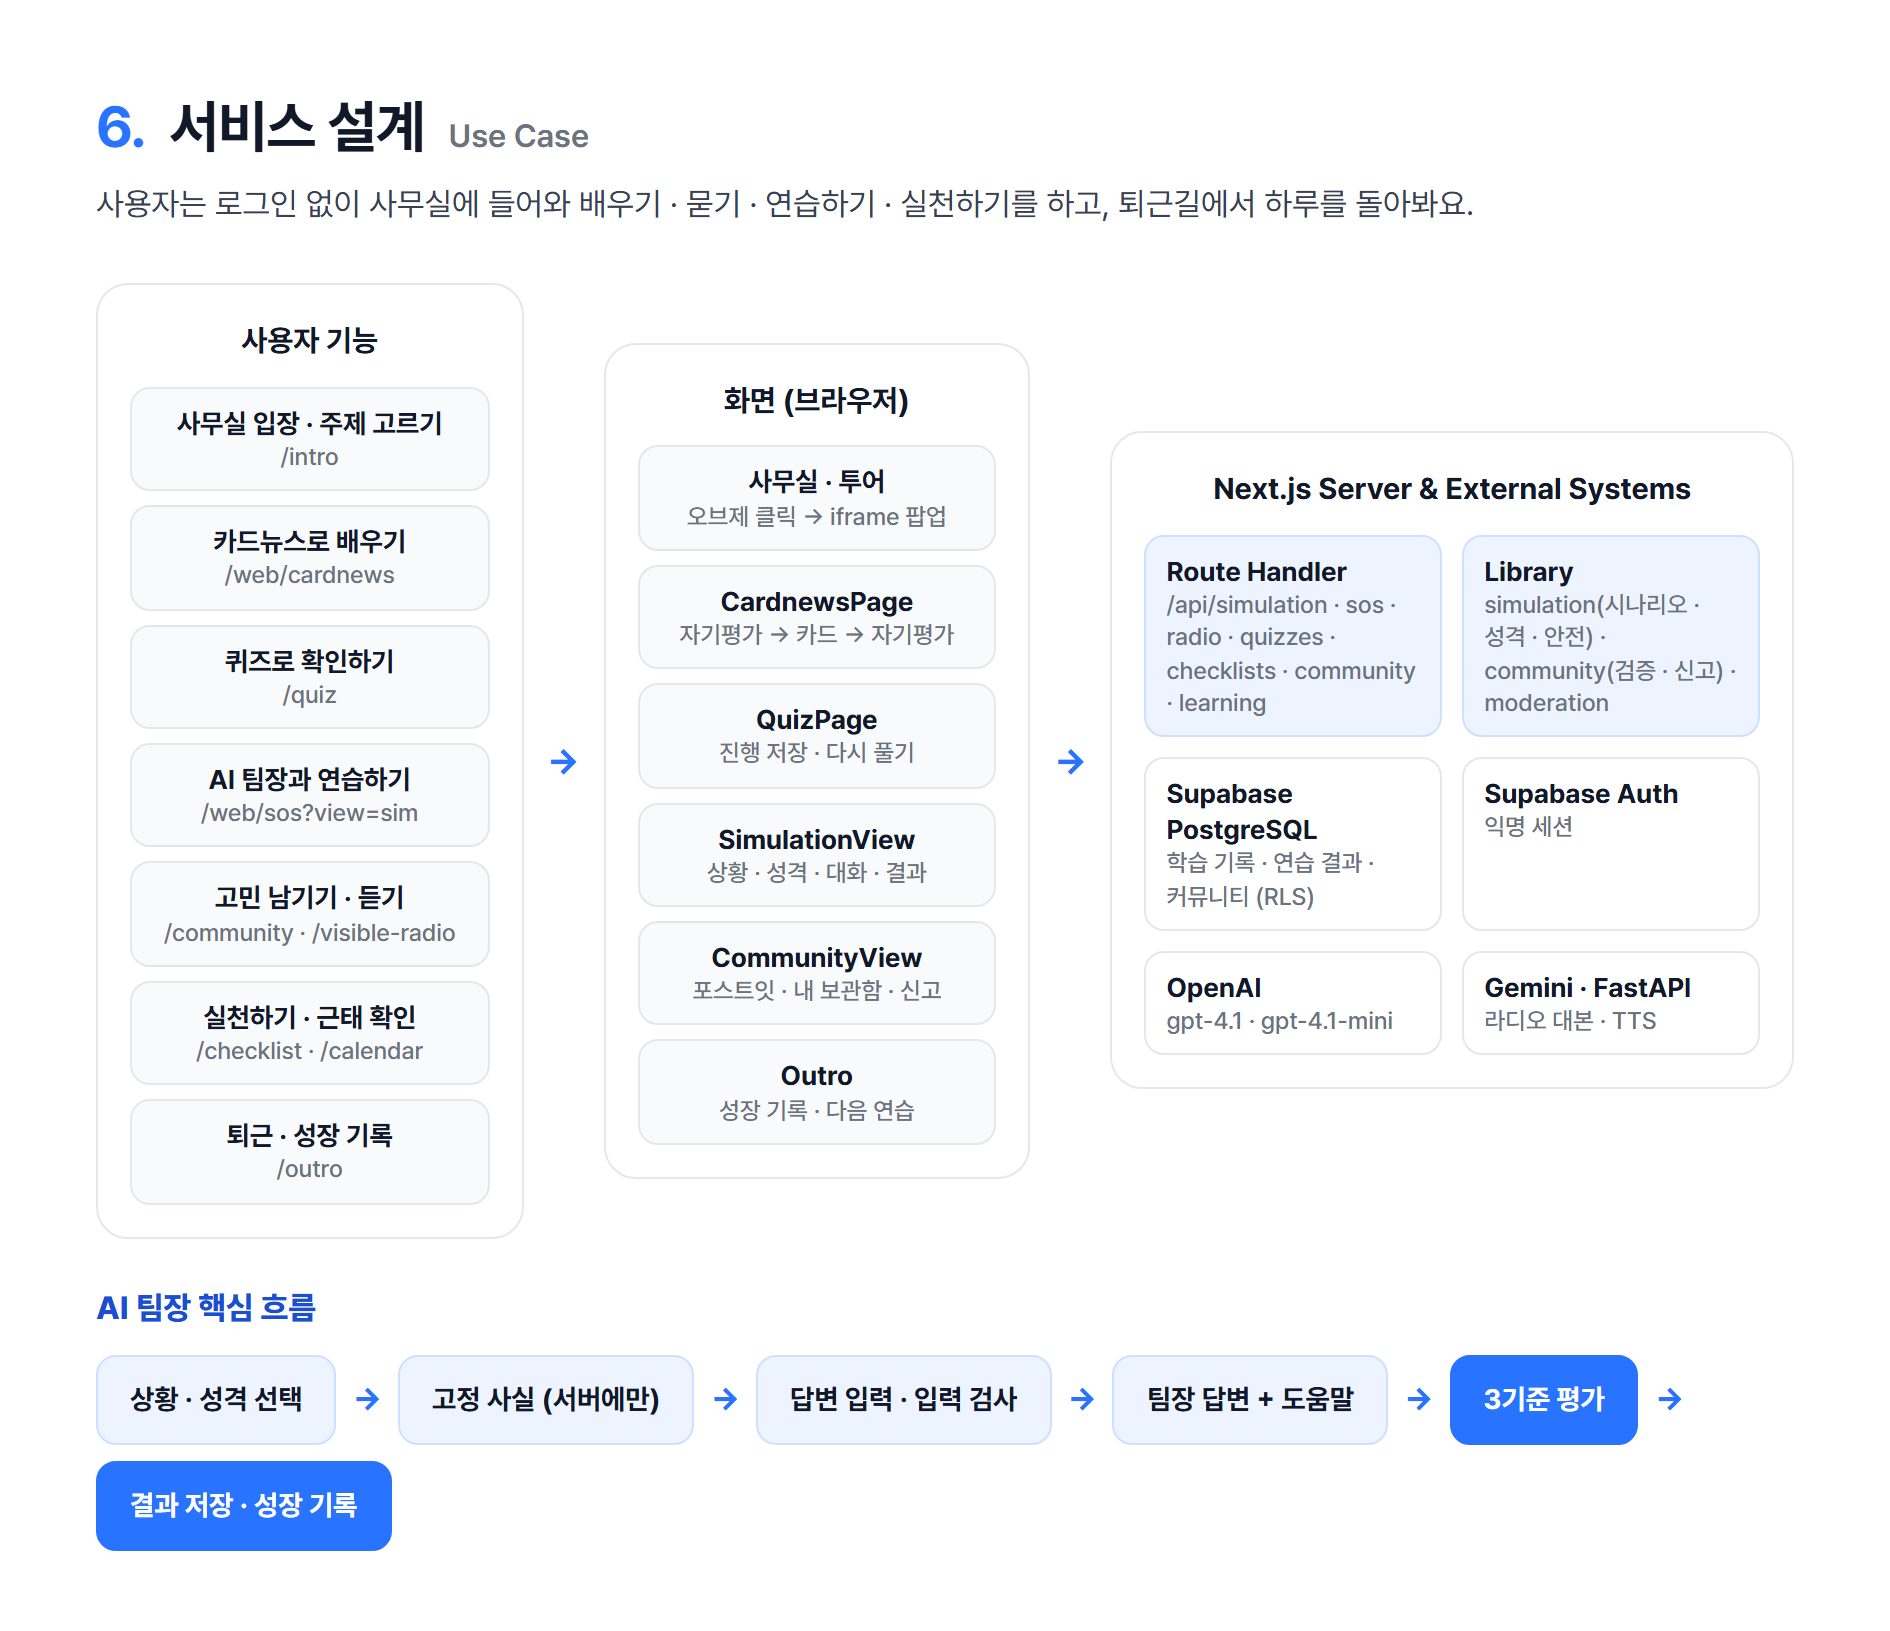 6. 서비스 설계 Use Case
사용자는 로그인 없이 사무실에 들어와 배우기 · 묻기 · 연습하기 · 실천하기를 하고, 퇴근길에서 하루를 돌아봐요.
사용자 기능
사무실 입장 · 주제 고르기
/intro
카드뉴스로 배우기
/web/cardnews
퀴즈로 확인하기
/quiz
AI 팀장과 연습하기
/web/sos?view=sim
고민 남기기 · 듣기
/community · /visible-radio
실천하기 · 근태 확인
/checklist · /calendar
퇴근 · 성장 기록
/outro
→
화면 (브라우저)
사무실 · 투어
오브제 클릭 → iframe 팝업
CardnewsPage
자기평가 → 카드 → 자기평가
QuizPage
진행 저장 · 다시 풀기
SimulationView
상황 · 성격 · 대화 · 결과
CommunityView
포스트잇 · 내 보관함 · 신고
Outro
성장 기록 · 다음 연습
→
Next.js Server & External Systems
Route Handler
/api/simulation · sos ·
radio · quizzes ·
checklists · community
· learning
Library
simulation(시나리오 ·
성격 · 안전) ·
community(검증 · 신고) ·
moderation
Supabase
PostgreSQL
학습 기록 · 연습 결과 ·
커뮤니티 (RLS)
Supabase Auth
익명 세션
OpenAI
gpt-4.1 · gpt-4.1-mini
Gemini · FastAPI
라디오 대본 · TTS
AI 팀장 핵심 흐름
상황 · 성격 선택 → 고정 사실 (서버에만) → 답변 입력 · 입력 검사 → 팀장 답변 + 도움말 → 3기준 평가 →
결과 저장 · 성장 기록